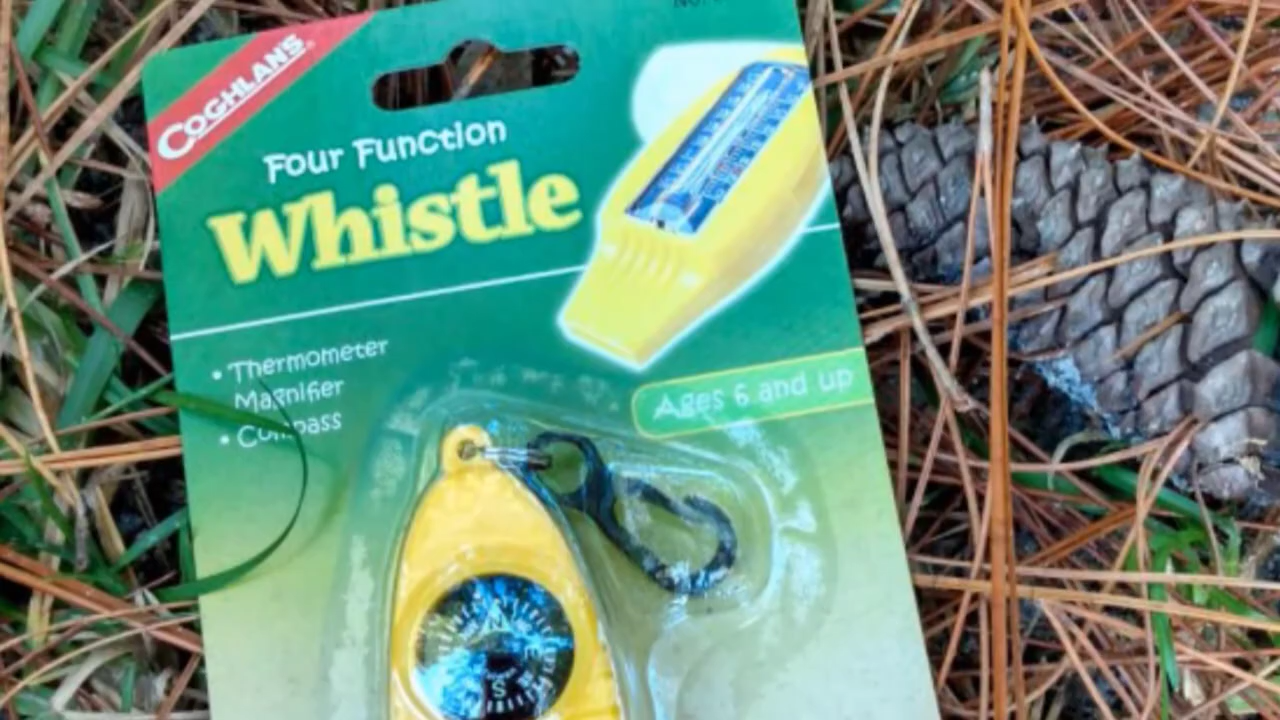 COGHLANS
Four Function
Whistle
• Thermometer
Magnifier
• Compass
Ages 6 and up
S